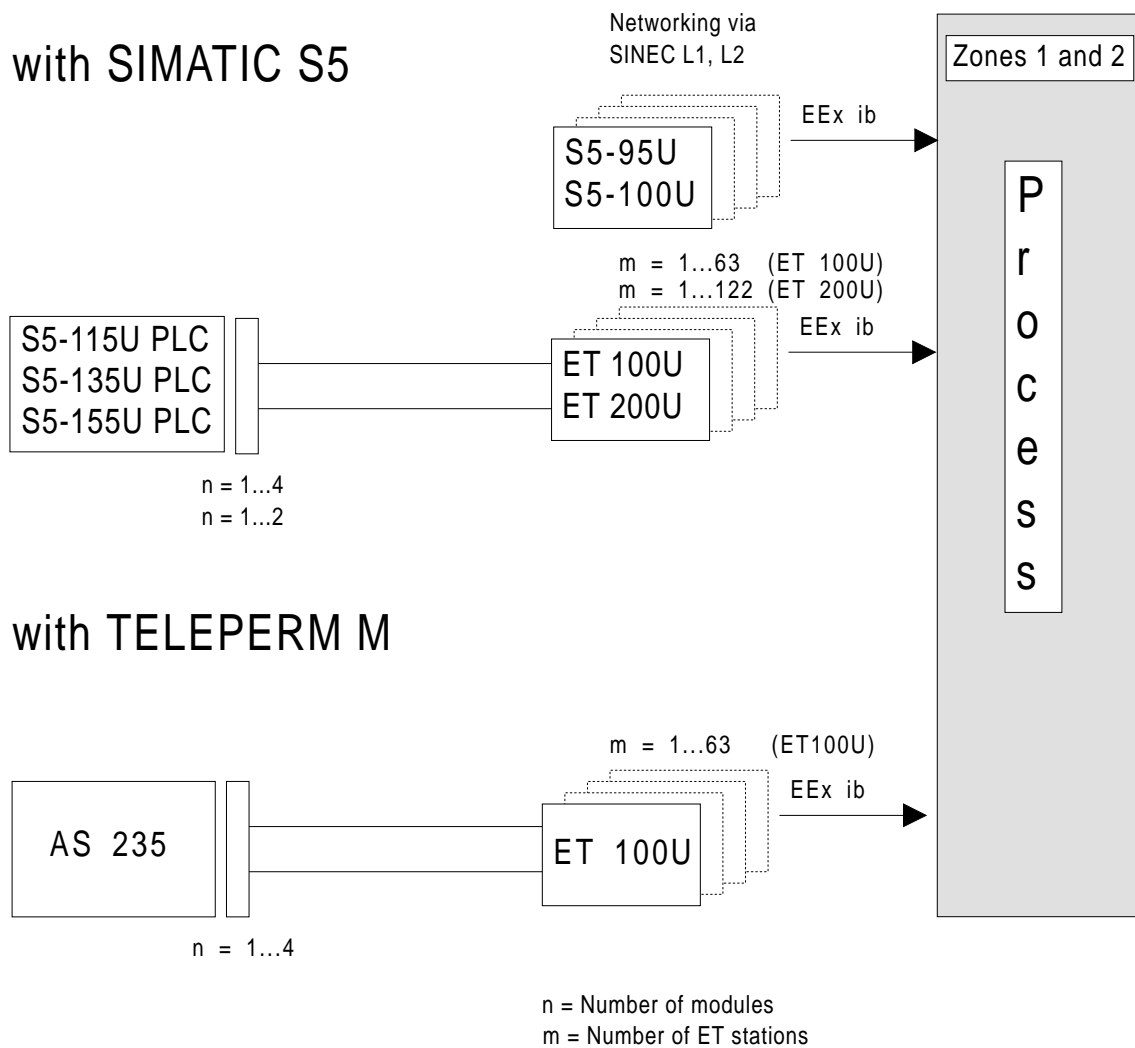 with SIMATIC S5
Networking via
SINEC L1, L2
Zones 1 and 2
S5-95U
S5-100U
EEx ib
m = 1...63 (ET 100U)
m = 1...122 (ET 200U)
S5-115U PLC
S5-135U PLC
S5-155U PLC
ET 100U
ET 200U
EEx ib
Process
n = 1...4
n = 1...2
with TELEPERM M
m = 1...63 (ET100U)
AS 235
ET 100U
EEx ib
n = 1...4
n = Number of modules
m = Number of ET stations